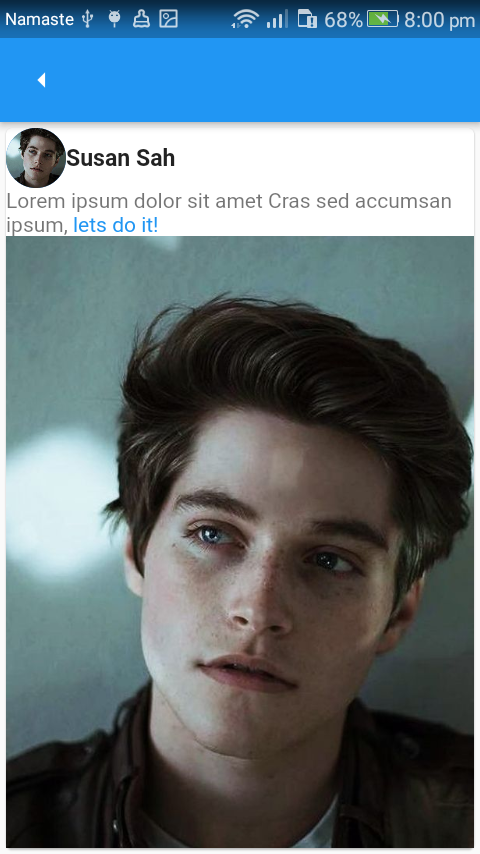 Namaste 68% 8:00 pm
Susan Sah
Lorem ipsum dolor sit amet Cras sed accumsan
ipsum, lets do it!